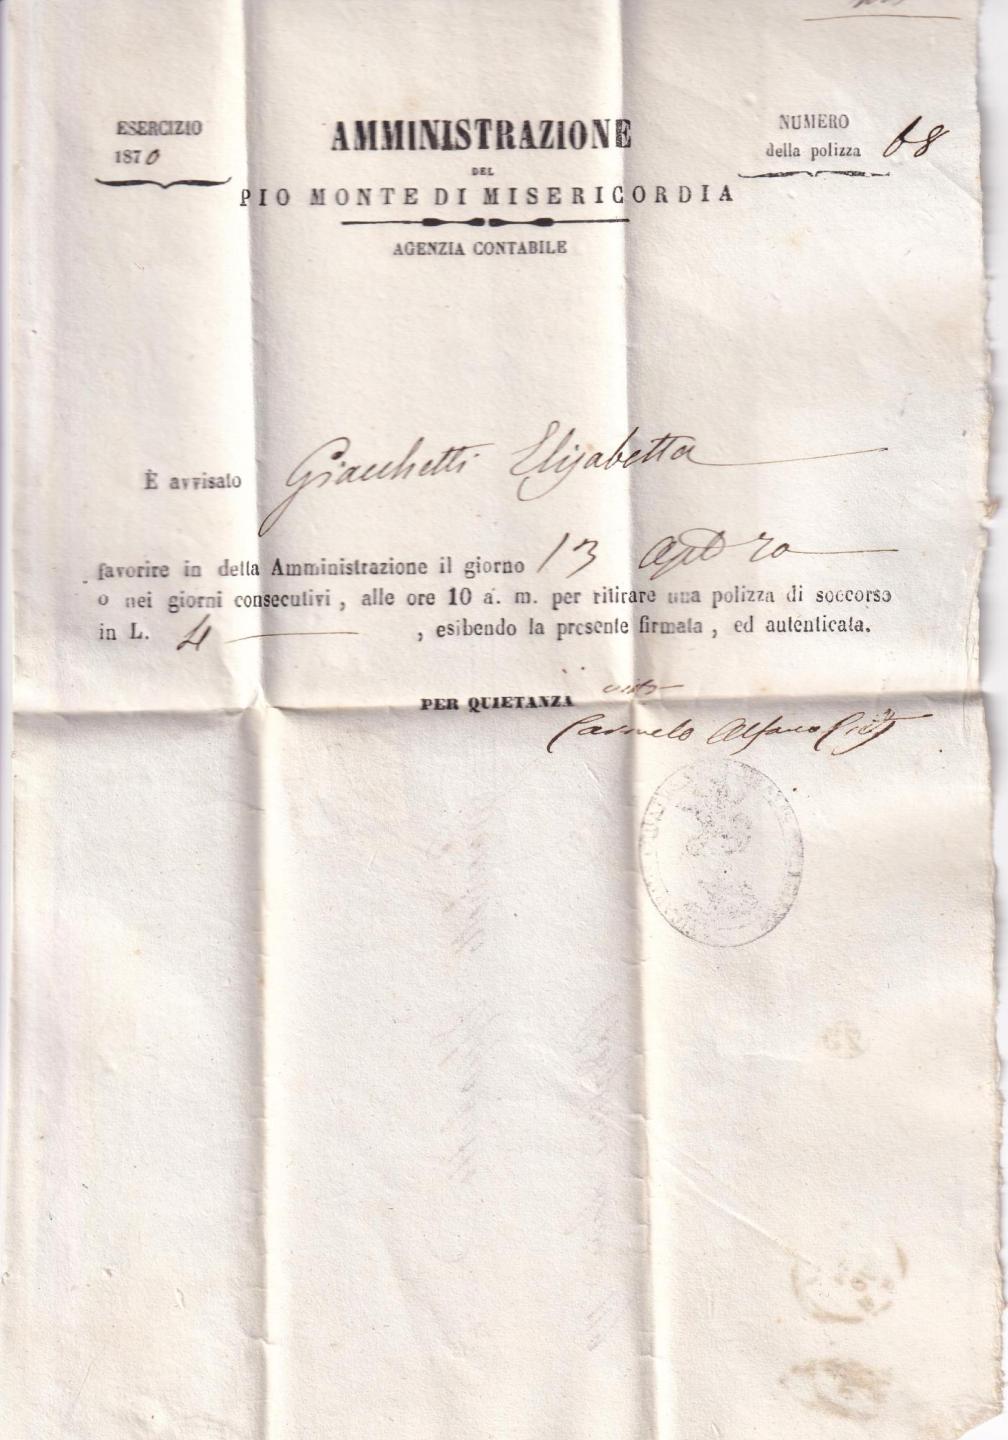 ESERCIZIO
1870
AMMINISTRAZIONE
DEL
PIO MONTE DI MISERICORDIA
AGENZIA CONTABILE
NUMERO
della polizza 68
È avvisato Giacchetti Elisabetta
favorire in detta Amministrazione il giorno 13 70
o nei giorni consecutivi, alle ore 10 a. m. per ritirare una polizza di soccorso
in L. 4 , esibendo la presente firmata, ed autenticata.
PER QUIETANZA
visto
Carmelo Alfano